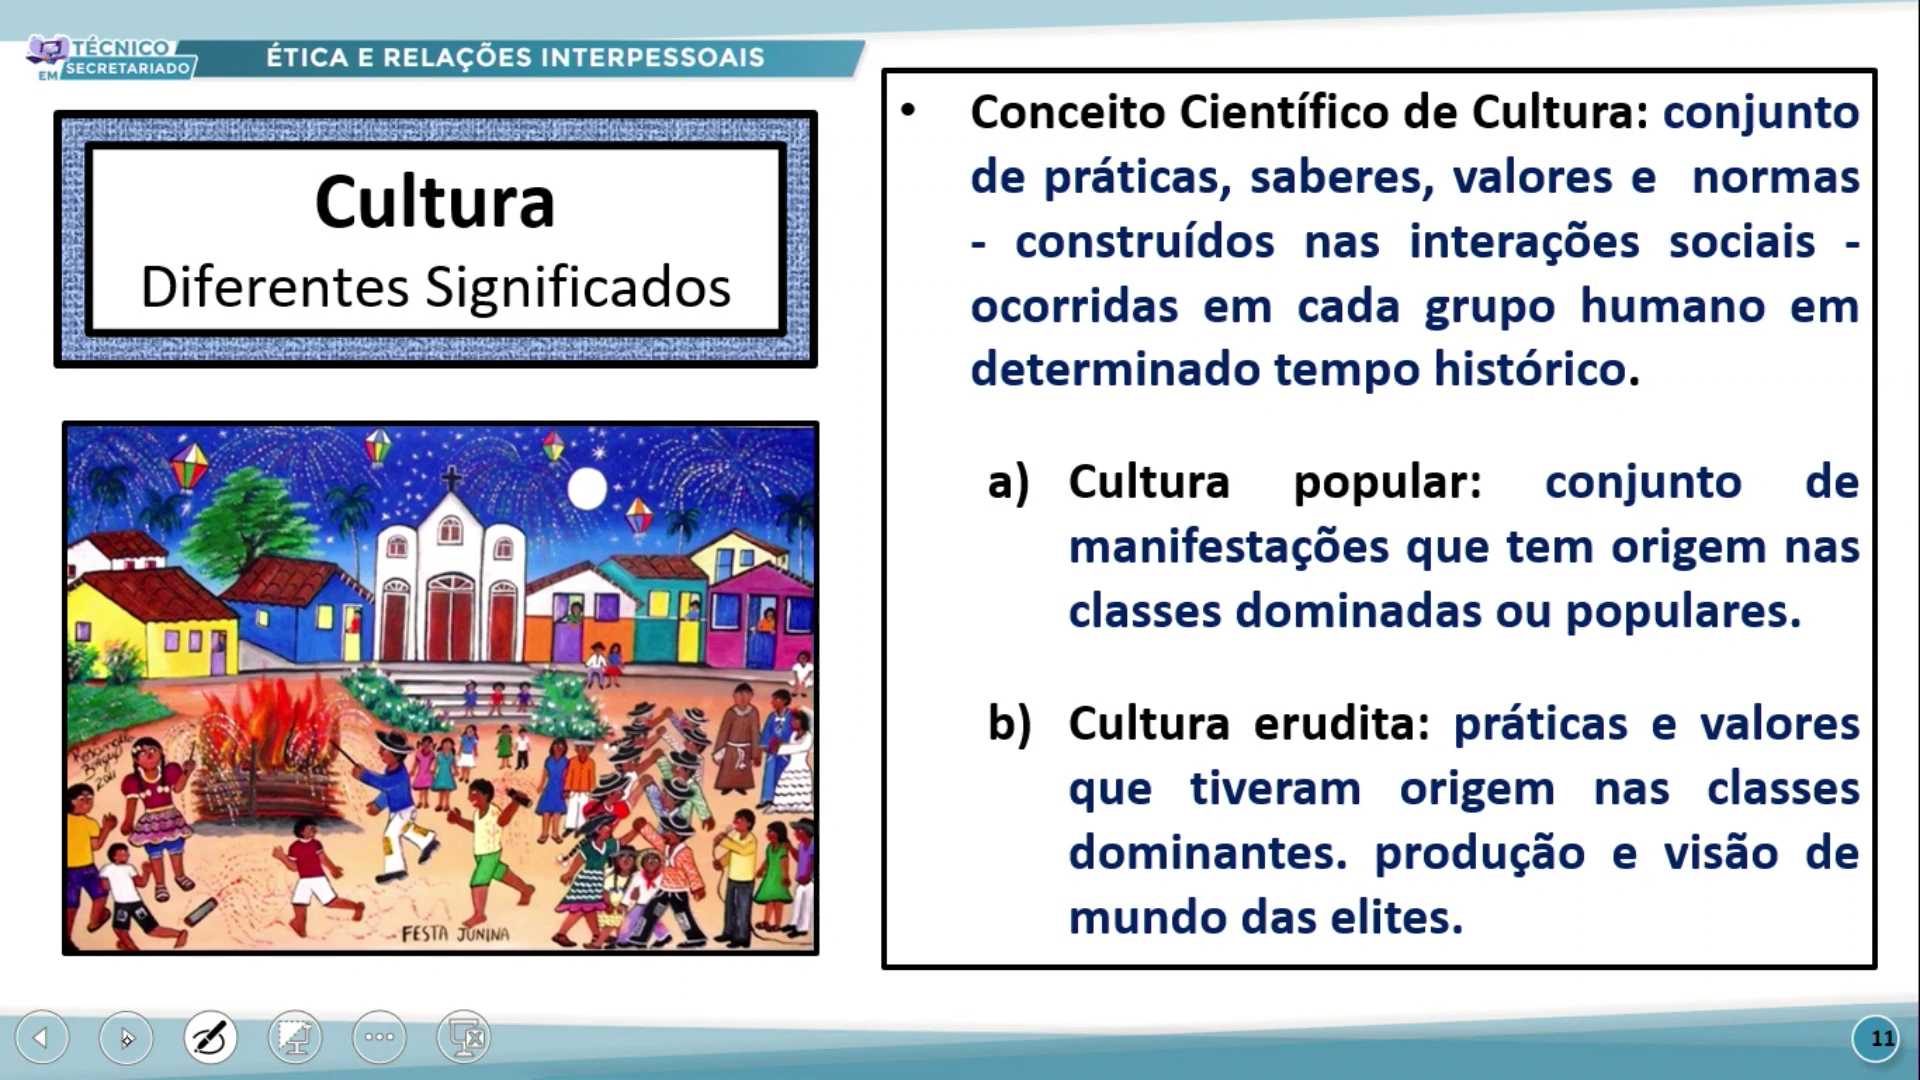 TÉCNICO
EM SECRETARIADO
ÉTICA E RELAÇÕES INTERPESSOAIS
Cultura
Diferentes Significados
FESTA JUNINA
2011
• Conceito Científico de Cultura: conjunto
de práticas, saberes, valores e normas
- construídos nas interações sociais -
ocorridas em cada grupo humano em
determinado tempo histórico.
a) Cultura popular: conjunto de
manifestações que tem origem nas
classes dominadas ou populares.
b) Cultura erudita: práticas e valores
que tiveram origem nas classes
dominantes. produção e visão de
mundo das elites.
11